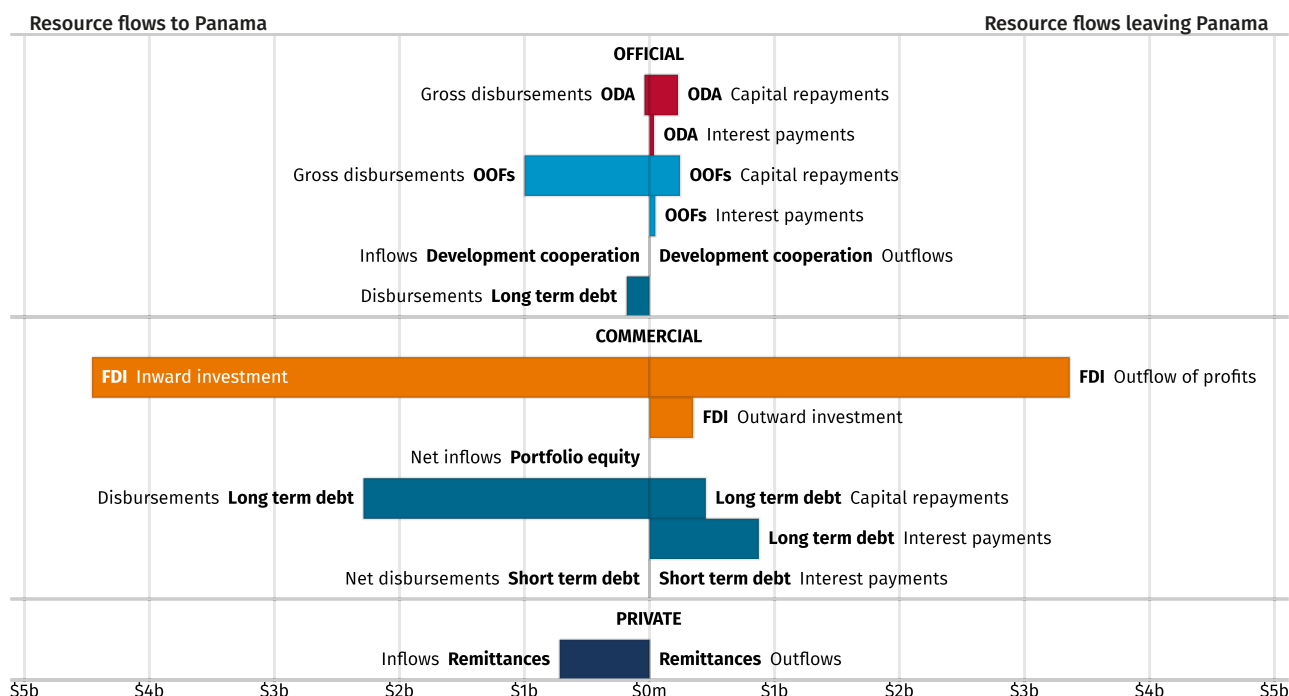 Resource flows to Panama Resource flows leaving Panama
OFFICIAL
Gross disbursements ODA ODA Capital repayments
ODA Interest payments
Gross disbursements OOFs OOFs Capital repayments
OOFs Interest payments
Inflows Development cooperation Development cooperation Outflows
Disbursements Long term debt
COMMERCIAL
FDI Inward investment FDI Outflow of profits
FDI Outward investment
Net inflows Portfolio equity
Disbursements Long term debt Long term debt Capital repayments
Long term debt Interest payments
Net disbursements Short term debt Short term debt Interest payments
PRIVATE
Inflows Remittances Remittances Outflows
$5b $4b $3b $2b $1b $0m $1b $2b $3b $4b $5b